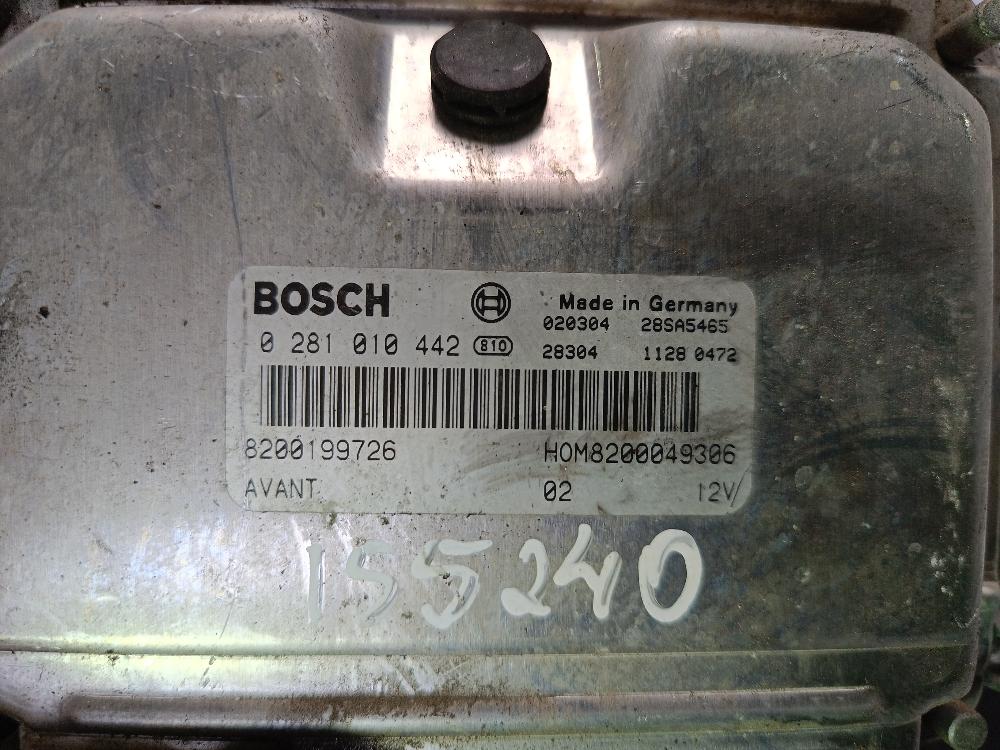 BOSCH
Made in Germany
020304 28SA5465
0 281 010 442 810
28304 1128 0472
8200199726 HOM8200049306
AVANT 02 12V
155240